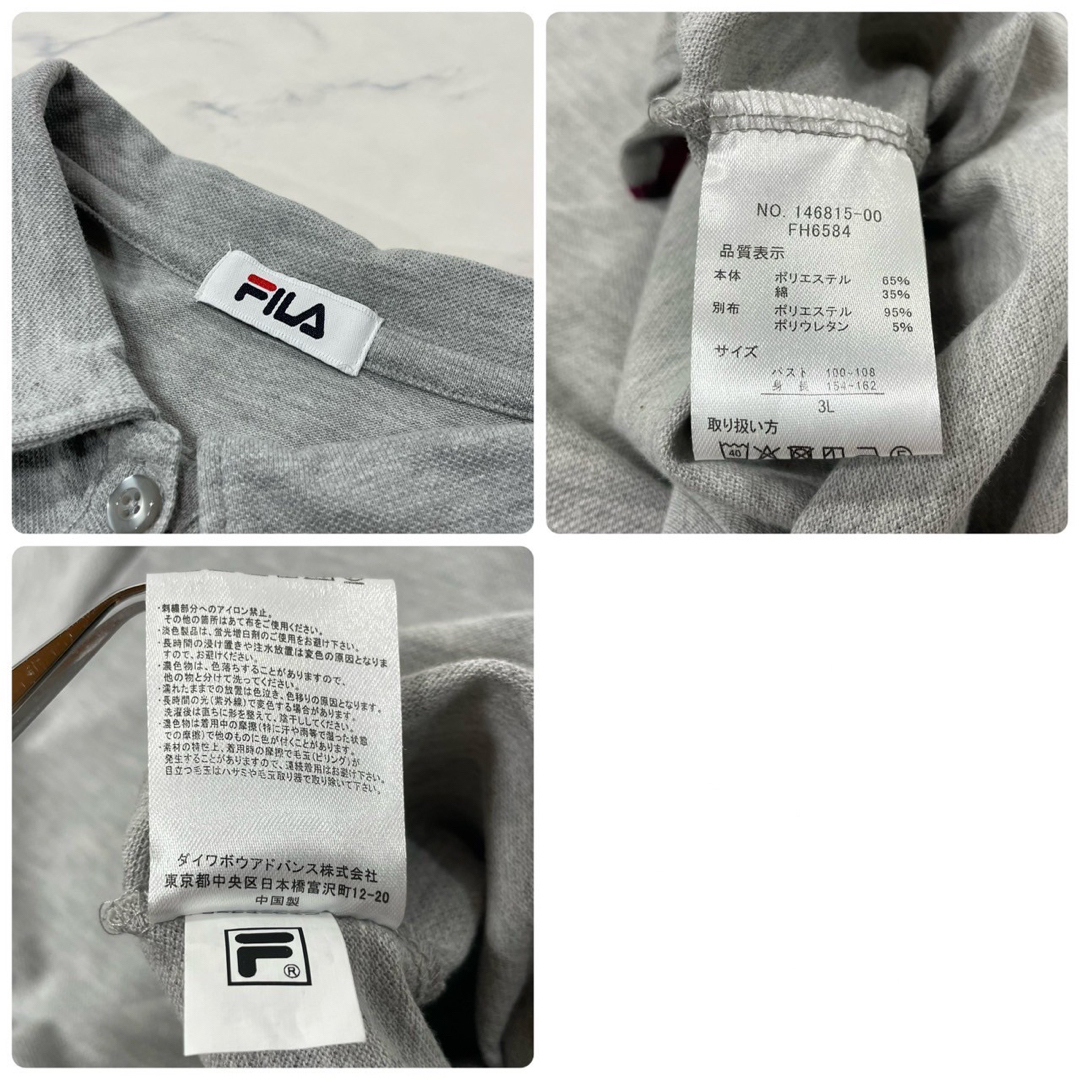 FILA
NO. 146815-00
FH6584
品質表示
本体 ポリエステル 65%
綿 35%
別布 ポリエステル 95%
ポリウレタン 5%
サイズ
バスト 100~108
身長 154~162
3L
取り扱い方
40
・刺繍部分へのアイロン禁止。
その他の箇所はあて布をご使用ください。
・淡色製品は、蛍光増白剤のご使用をお避け下さい。
・長時間の浸け置きや注水放置は変色の原因となりま
すので、お避けください。
・濃色物は、色落ちすることがありますので、
他の物と分けて洗ってください。
・濡れたままでの放置は色泣き、色移りの原因となります。
・長時間の光(紫外線)で変色する場合があります。
洗濯後は直ちに形を整えて、陰干ししてください。
・濃色物は着用中の摩擦(特に汗や雨等で湿った状態
での摩擦)で他のものに色が付くことがあります。
・素材の特性上、着用時の摩擦で毛玉(ピリング)が
発生することがありますので、連続着用はお避け下さい。
目立つ毛玉はハサミや毛玉取り器で取り除いて下さい。
ダイワボウアドバンス株式会社
東京都中央区日本橋富沢町12-20
中国製
F®